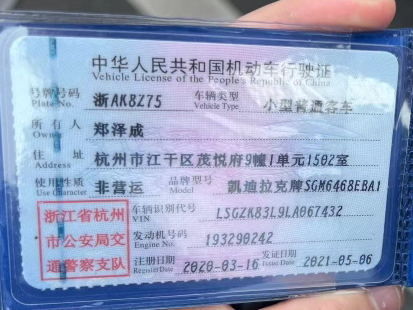 中华人民共和国机动车行驶证
Vehicle License of the People's Republic of China
号牌号码 浙AK8Z75 车辆类型 小型普通客车
Plate No. Vehicle Type
所有人 郑泽成
Owner
住址 杭州市江干区茂悦府9幢1单元1502室
Address
使用性质 非营运 品牌型号 凯迪拉克牌SGM6468EBA1
Use Character
浙江省杭州
市公安局交
通警察支队
车辆识别代号 LSGZK83L9LA067432
VIN
发动机号码 193290242
Engine No.
注册日期 2020-03-16 发证日期 2021-05-06
Register Date Issue Date